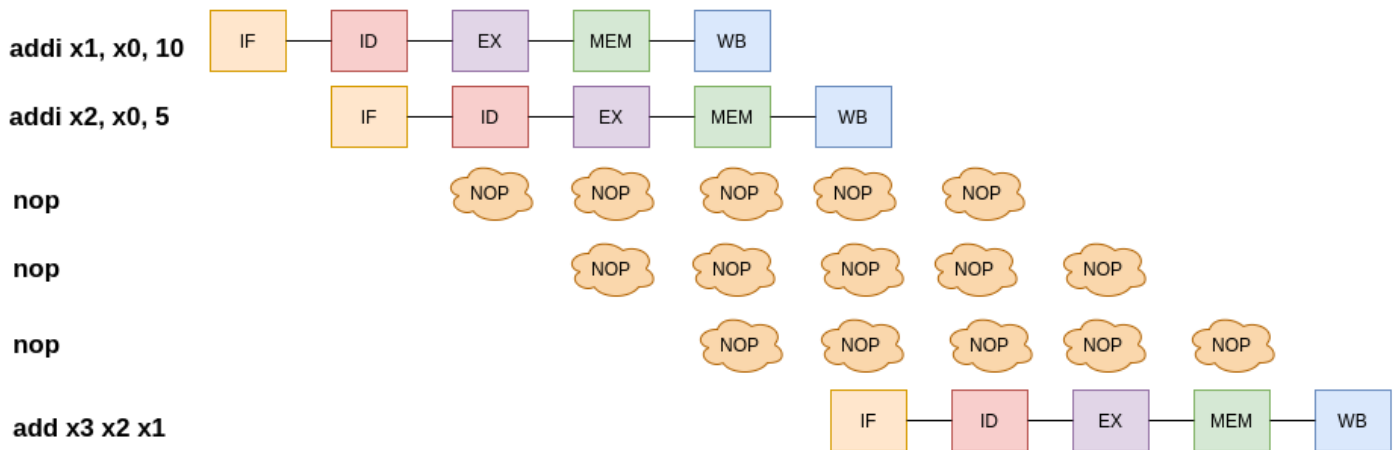 addi x1, x0, 10 IF ID EX MEM WB
addi x2, x0, 5 IF ID EX MEM WB
nop NOP NOP NOP NOP NOP
nop NOP NOP NOP NOP NOP
nop NOP NOP NOP NOP NOP
add x3 x2 x1 IF ID EX MEM WB